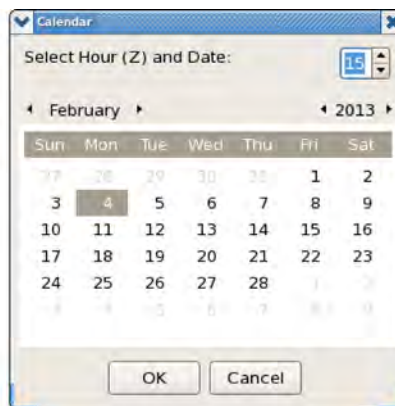 Calendar
Select Hour (Z) and Date: 15
February 2013
Sun Mon Tue Wed Thu Fri Sat
27 28 29 30 31 1 2
3 4 5 6 7 8 9
10 11 12 13 14 15 16
17 18 19 20 21 22 23
24 25 26 27 28 1 2
3 4 5 6 7 8 9
OK Cancel